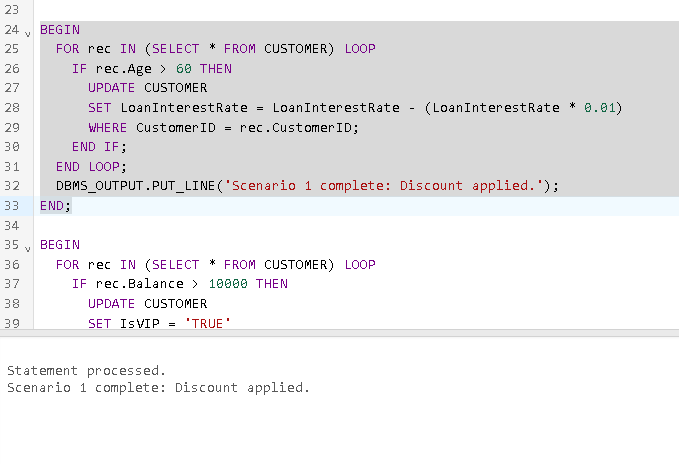 23
24 BEGIN
25 FOR rec IN (SELECT * FROM CUSTOMER) LOOP
26 IF rec.Age > 60 THEN
27 UPDATE CUSTOMER
28 SET LoanInterestRate = LoanInterestRate - (LoanInterestRate * 0.01)
29 WHERE CustomerID = rec.CustomerID;
30 END IF;
31 END LOOP;
32 DBMS_OUTPUT.PUT_LINE('Scenario 1 complete: Discount applied.');
33 END;
34
35 BEGIN
36 FOR rec IN (SELECT * FROM CUSTOMER) LOOP
37 IF rec.Balance > 10000 THEN
38 UPDATE CUSTOMER
39 SET IsVIP = 'TRUE'
Statement processed.
Scenario 1 complete: Discount applied.